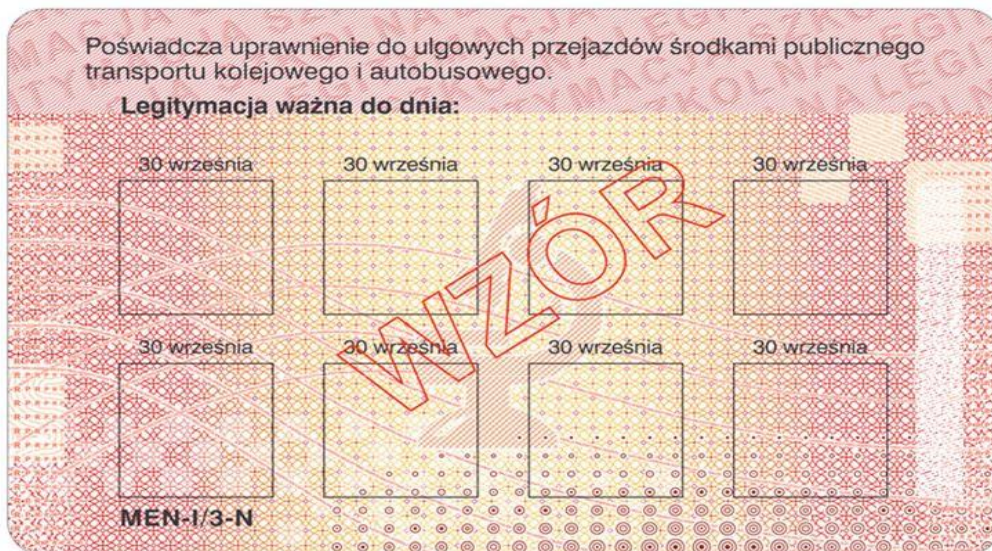 Poświadcza uprawnienie do ulgowych przejazdów środkami publicznego
transportu kolejowego i autobusowego.
Legitymacja ważna do dnia:
30 września 30 września 30 września 30 września
WZÓR
30 września 30 września 30 września 30 września
MEN-I/3-N